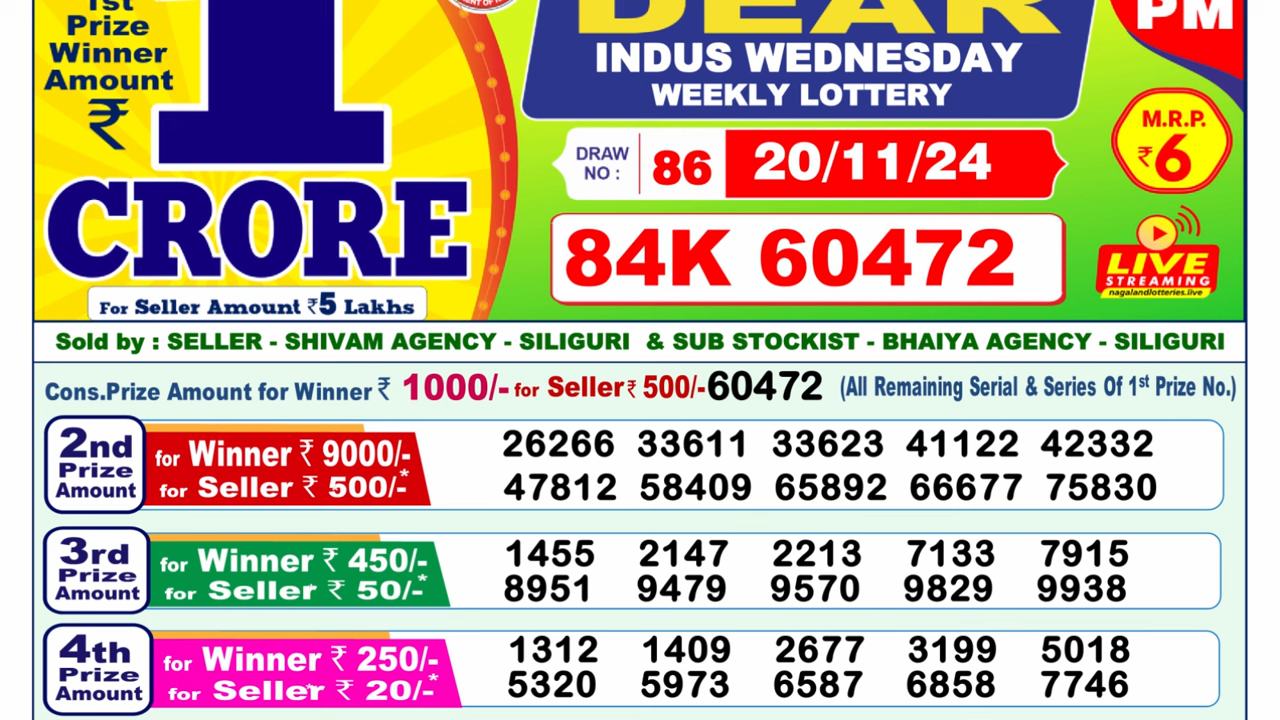 1st
Prize
Winner
Amount
₹
1
CRORE
For Seller Amount ₹5 Lakhs
DEAR
INDUS WEDNESDAY
WEEKLY LOTTERY
PM
DRAW NO : 86 20/11/24
M.R.P.
₹6
84K 60472
LIVE
STREAMING
nagalandlotteries.live
Sold by : SELLER - SHIVAM AGENCY - SILIGURI & SUB STOCKIST - BHAIYA AGENCY - SILIGURI
Cons.Prize Amount for Winner ₹ 1000/- for Seller ₹ 500/- 60472 (All Remaining Serial & Series Of 1st Prize No.)
2nd
Prize
Amount
for Winner ₹ 9000/-
for Seller ₹ 500/-*
26266 33611 33623 41122 42332
47812 58409 65892 66677 75830
3rd
Prize
Amount
for Winner ₹ 450/-
for Seller ₹ 50/-*
1455 2147 2213 7133 7915
8951 9479 9570 9829 9938
4th
Prize
Amount
for Winner ₹ 250/-
for Seller ₹ 20/-*
1312 1409 2677 3199 5018
5320 5973 6587 6858 7746